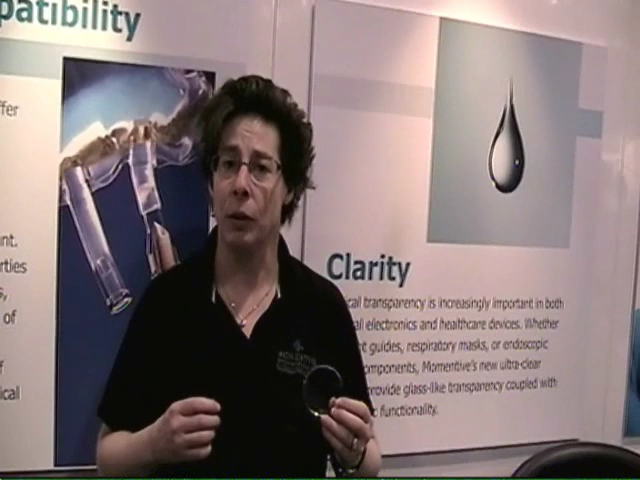 patibility
ffer
nt.
rties
s,
of
f
ical
Clarity
ical transparency is increasingly important in both
al electronics and healthcare devices. Whether
t guides, respiratory masks, or endoscopic
omponents, Momentive's new ultra-clear
provide glass-like transparency coupled with
c functionality.